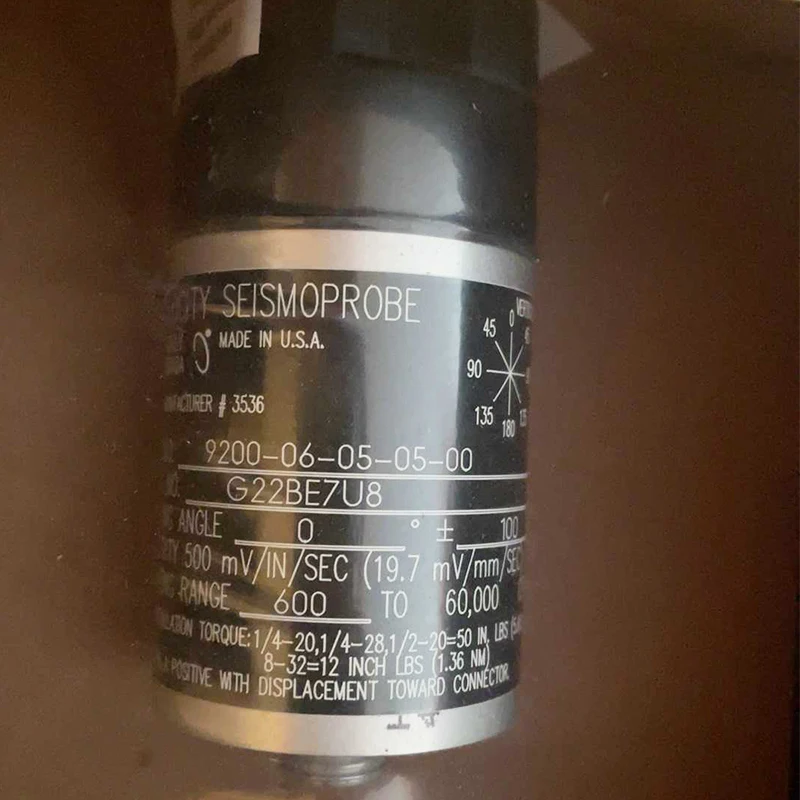 CITY SEISMOPROBE
MADE IN U.S.A.
# 3536
9200-06-05-05-00
G22BE7U8
ANGLE 0 ° ± 100
500 mV/IN/SEC (19.7 mV/mm/SEC
RANGE 600 TO 60,000
TORQUE: 1/4-20,1/4-28,1/2-20=50 IN. LBS
8-32=12 INCH LBS (1.36 NM)
POSITIVE WITH DISPLACEMENT TOWARD CONNECTOR.
0
45
90
135
180